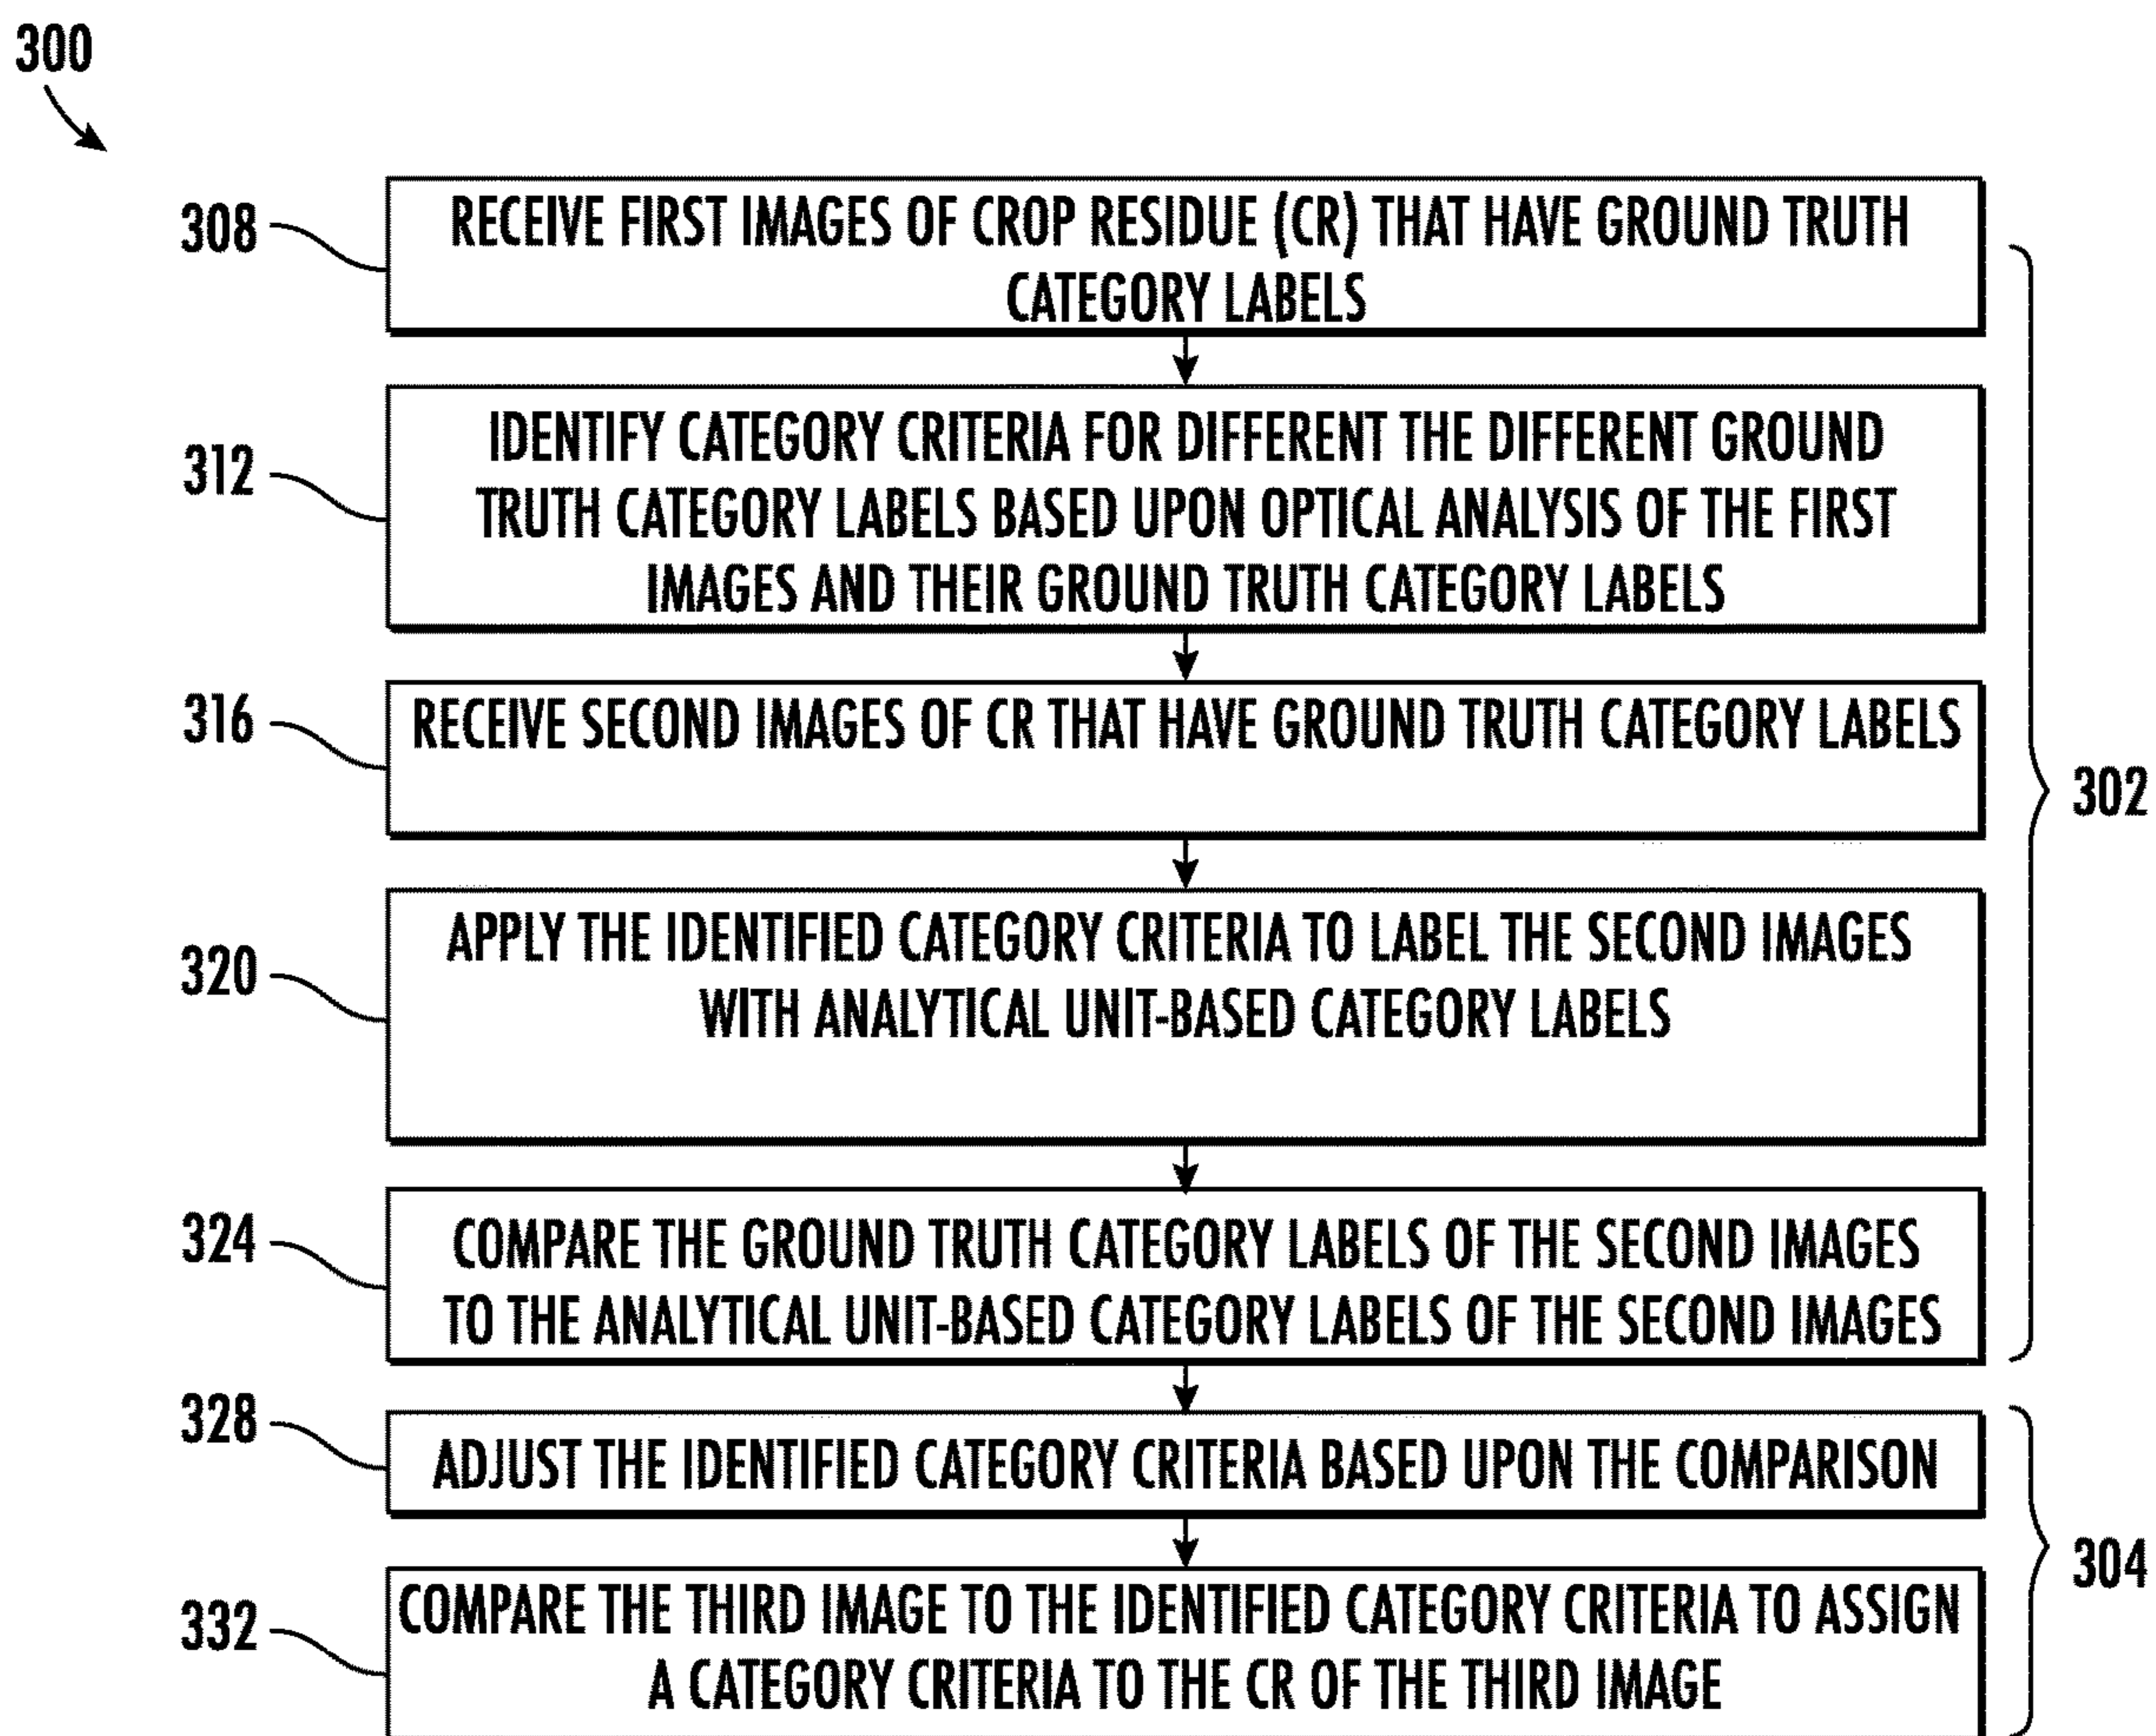 300
308
RECEIVE FIRST IMAGES OF CROP RESIDUE (CR) THAT HAVE GROUND TRUTH
CATEGORY LABELS
312
IDENTIFY CATEGORY CRITERIA FOR DIFFERENT THE DIFFERENT GROUND
TRUTH CATEGORY LABELS BASED UPON OPTICAL ANALYSIS OF THE FIRST
IMAGES AND THEIR GROUND TRUTH CATEGORY LABELS
316
RECEIVE SECOND IMAGES OF CR THAT HAVE GROUND TRUTH CATEGORY LABELS
302
320
APPLY THE IDENTIFIED CATEGORY CRITERIA TO LABEL THE SECOND IMAGES
WITH ANALYTICAL UNIT-BASED CATEGORY LABELS
324
COMPARE THE GROUND TRUTH CATEGORY LABELS OF THE SECOND IMAGES
TO THE ANALYTICAL UNIT-BASED CATEGORY LABELS OF THE SECOND IMAGES
328
ADJUST THE IDENTIFIED CATEGORY CRITERIA BASED UPON THE COMPARISON
304
332
COMPARE THE THIRD IMAGE TO THE IDENTIFIED CATEGORY CRITERIA TO ASSIGN
A CATEGORY CRITERIA TO THE CR OF THE THIRD IMAGE